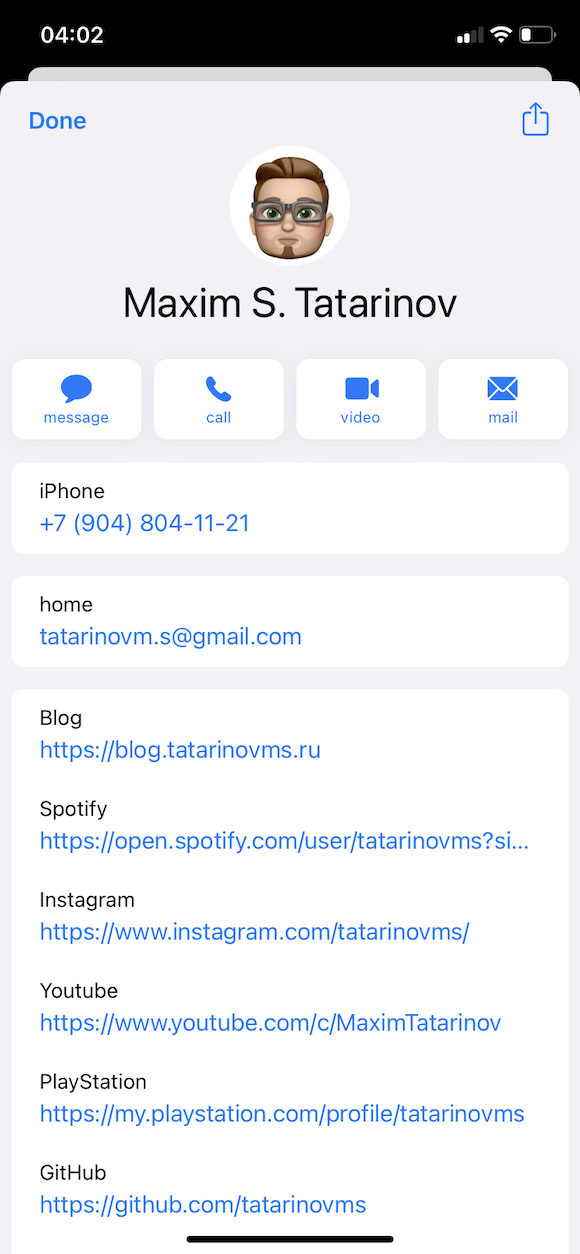 04:02
Done
Maxim S. Tatarinov
message call video mail
iPhone
+7 (904) 804-11-21
home
tatarinovm.s@gmail.com
Blog
https://blog.tatarinovms.ru
Spotify
https://open.spotify.com/user/tatarinovms?si...
Instagram
https://www.instagram.com/tatarinovms/
Youtube
https://www.youtube.com/c/MaximTatarinov
PlayStation
https://my.playstation.com/profile/tatarinovms
GitHub
https://github.com/tatarinovms